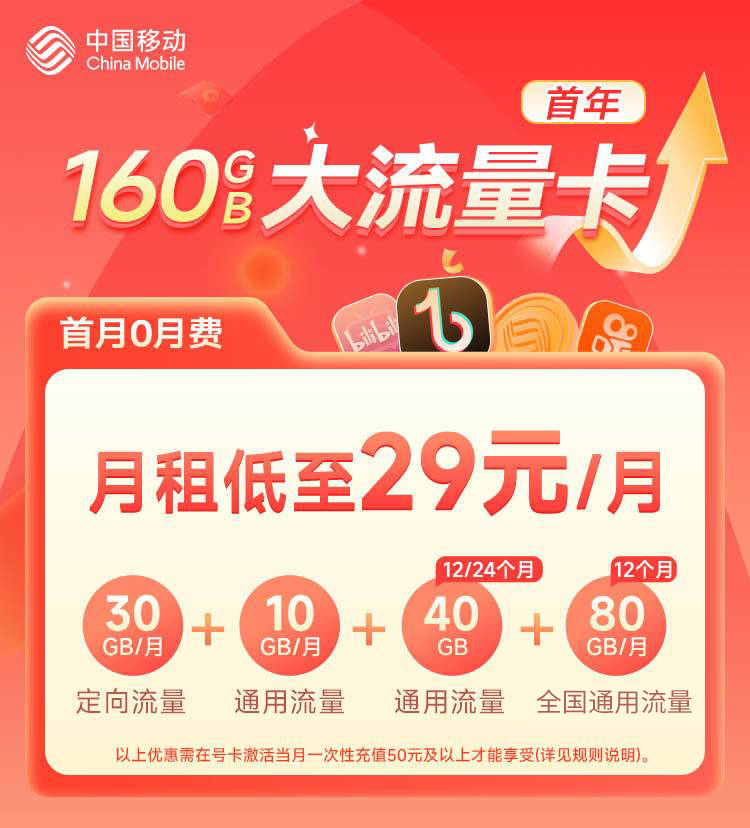 中国移动
China Mobile
首年
160GB大流量卡
首月0月费
bilibili
月租低至29元/月
12/24个月
12个月
30 + 10 + 40 + 80
GB/月 GB/月 GB GB/月
定向流量 通用流量 通用流量 全国通用流量
以上优惠需在号卡激活当月一次性充值50元及以上才能享受(详见规则说明)。